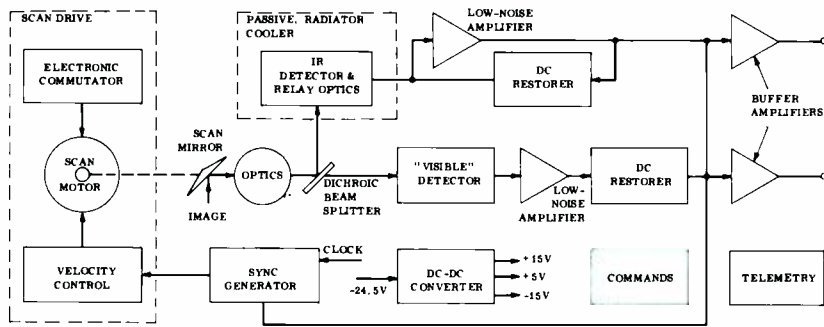 SCAN DRIVE
ELECTRONIC
COMMUTATOR
SCAN
MOTOR
VELOCITY
CONTROL
PASSIVE, RADIATOR
COOLER
IR
DETECTOR &
RELAY OPTICS
LOW-NOISE
AMPLIFIER
DC
RESTORER
BUFFER
AMPLIFIERS
SCAN
MIRROR
IMAGE
OPTICS
DICHROIC
BEAM
SPLITTER
"VISIBLE"
DETECTOR
LOW-NOISE
AMPLIFIER
DC
RESTORER
SYNC
GENERATOR
CLOCK
-24.5V
DC-DC
CONVERTER
+15V
+5V
-15V
COMMANDS
TELEMETRY